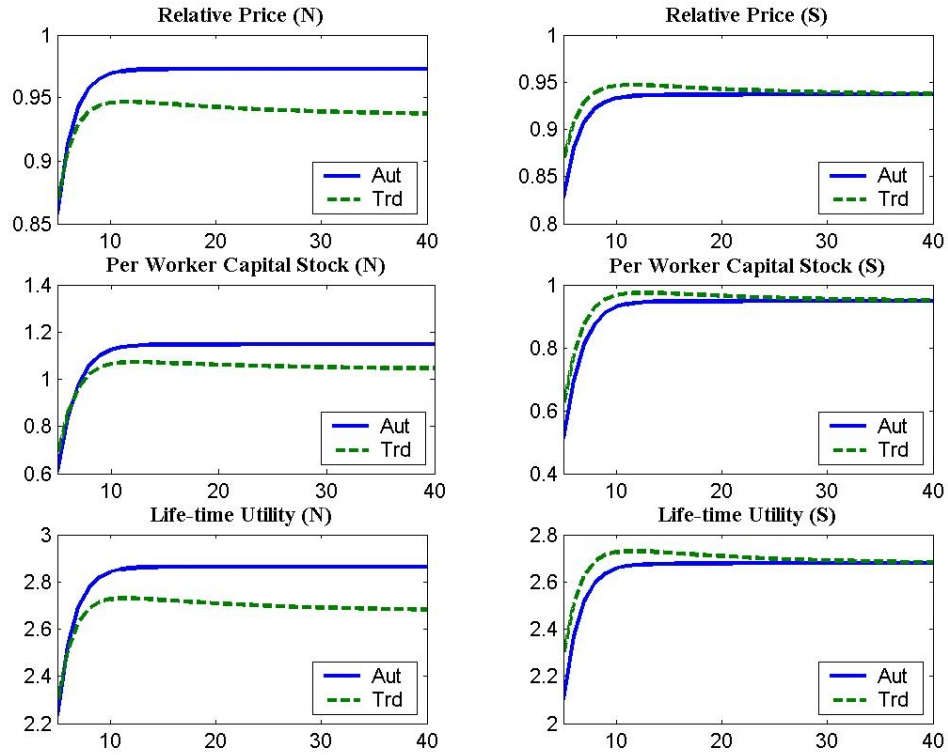 Relative Price (N)
1
0.95
0.9
0.85
10
20
30
40
Aut
Trd
Relative Price (S)
1
0.95
0.9
0.85
0.8
10
20
30
40
Aut
Trd
Per Worker Capital Stock (N)
1.4
1.2
1
0.8
0.6
10
20
30
40
Aut
Trd
Per Worker Capital Stock (S)
1
0.8
0.6
0.4
10
20
30
40
Aut
Trd
Life-time Utility (N)
3
2.8
2.6
2.4
2.2
10
20
30
40
Aut
Trd
Life-time Utility (S)
2.8
2.6
2.4
2.2
2
10
20
30
40
Aut
Trd